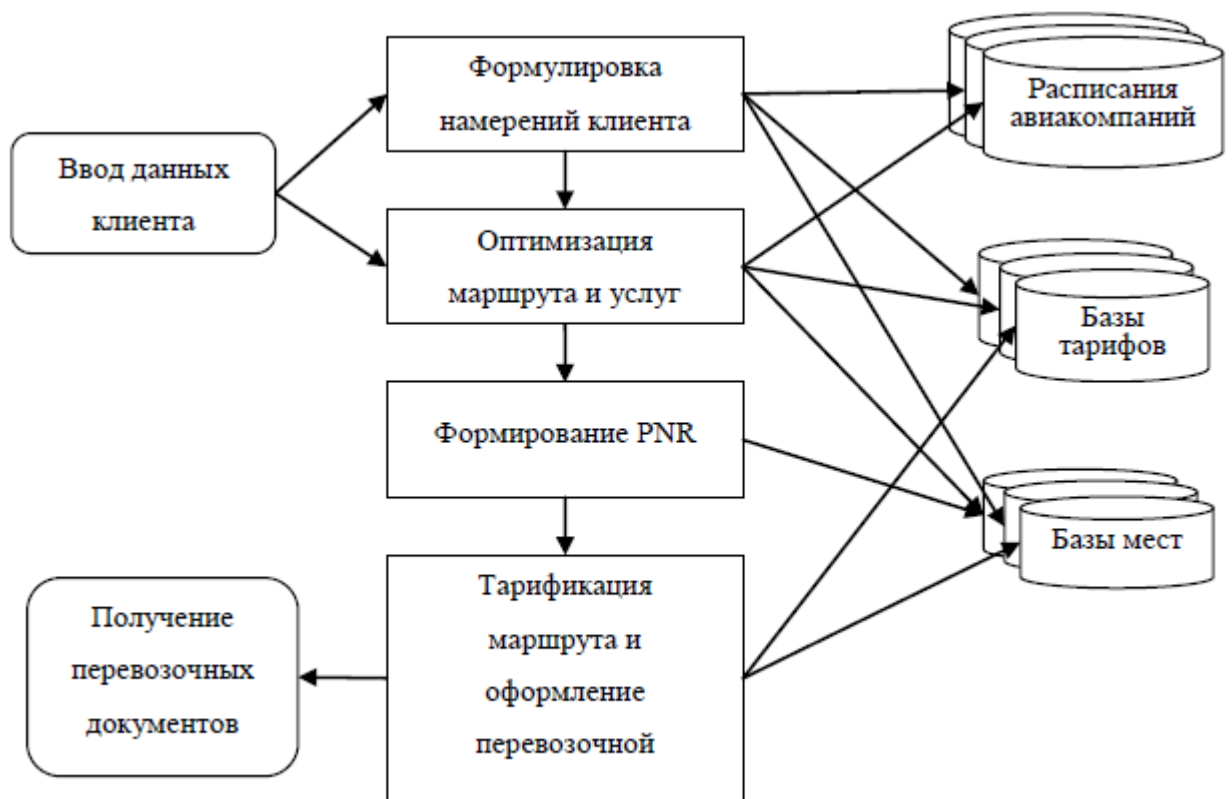 Формулировка
намерений клиента
Расписания
авиакомпаний
Ввод данных
клиента
Оптимизация
маршрута и услуг
Базы
тарифов
Формирование PNR
Базы мест
Тарификация
маршрута и
оформление
перевозочной
Получение
перевозочных
документов